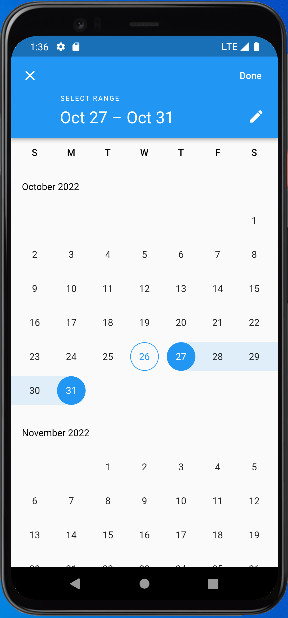 1:36 LTE
Done
SELECT RANGE
Oct 27 – Oct 31
S M T W T F S
October 2022
1
2 3 4 5 6 7 8
9 10 11 12 13 14 15
16 17 18 19 20 21 22
23 24 25 26 27 28 29
30 31
November 2022
1 2 3 4 5
6 7 8 9 10 11 12
13 14 15 16 17 18 19